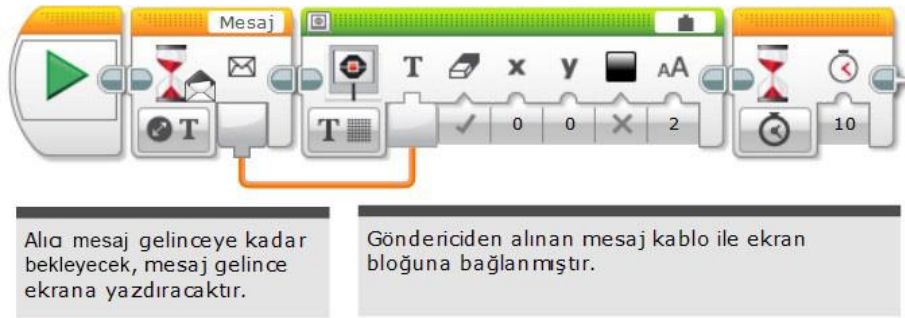 Mesaj
T x y AA
T T 0 0 2 10
Alıcı mesaj gelinceye kadar
bekleyecek, mesaj gelince
ekrana yazdıracaktır.
Göndericiden alınan mesaj kablo ile ekran
bloğuna bağlanmıştır.